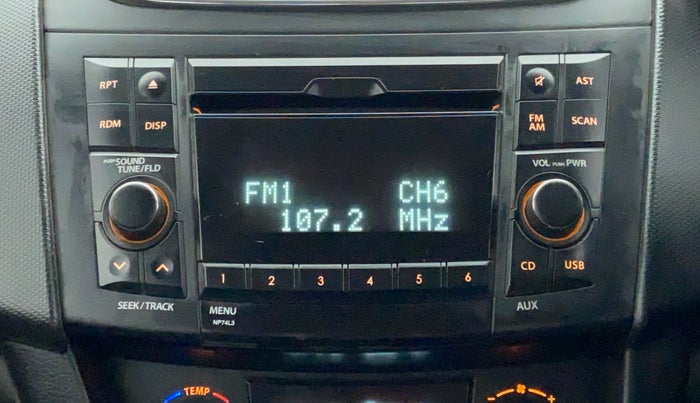 RPT
AST
RDM DISP
FM
AM
SCAN
PUSH SOUND
TUNE/FLD
VOL PUSH PWR
FM1 CH6
107.2 MHz
1 2 3 4 5 6
CD USB
SEEK/TRACK
MENU
NP74L3
AUX
TEMP
- +